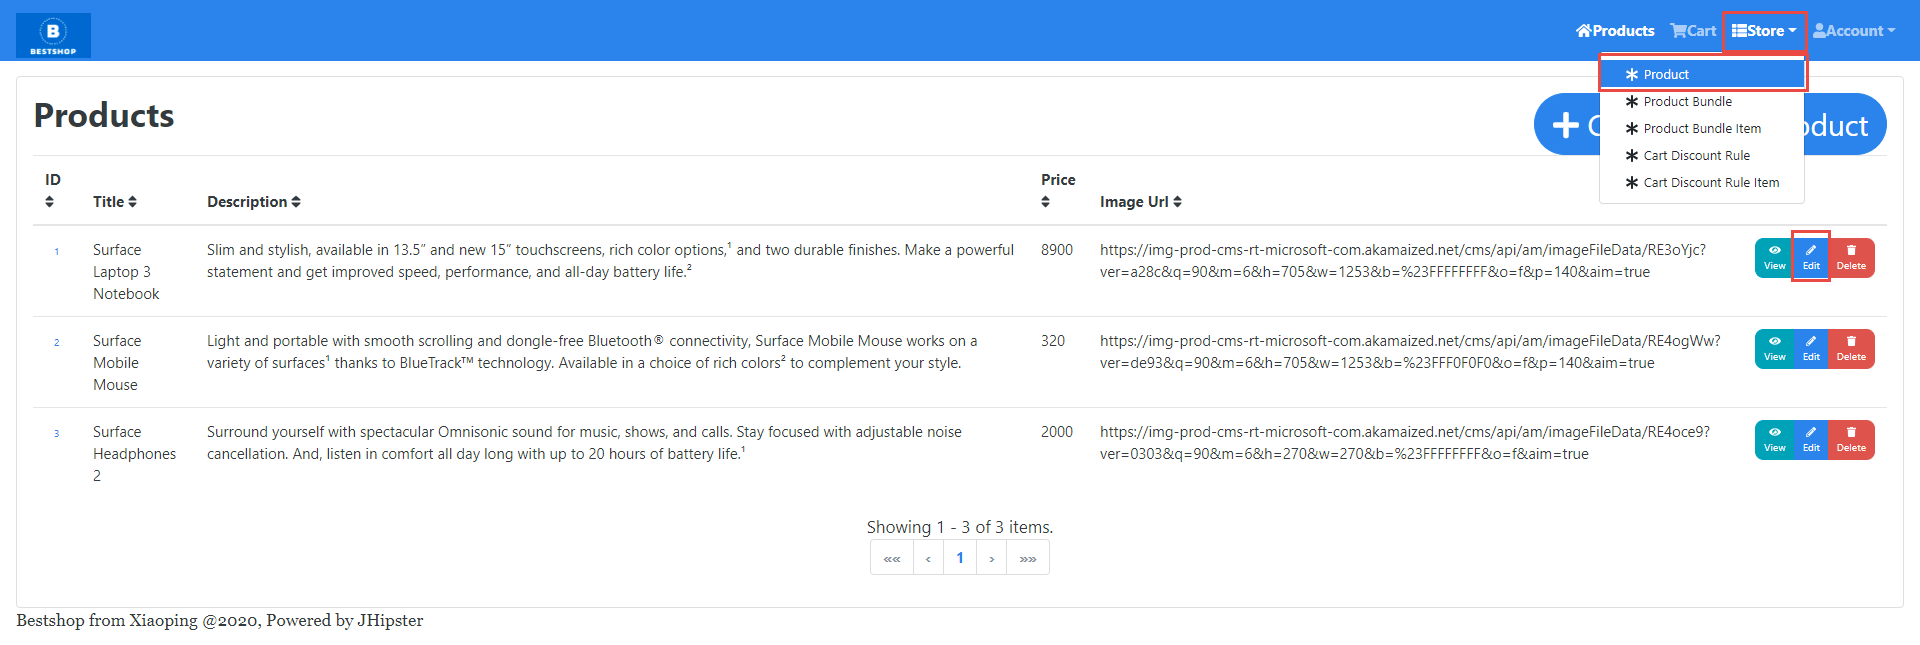 B
BESTSHOP
Products
Cart
Store
Account
Product
Product Bundle
Product Bundle Item
Cart Discount Rule
Cart Discount Rule Item
Products
ID
Title
Description
Price
Image Url
1
Surface
Laptop 3
Notebook
Slim and stylish, available in 13.5” and new 15” touchscreens, rich color options,¹ and two durable finishes. Make a powerful
statement and get improved speed, performance, and all-day battery life.²
8900
https://img-prod-cms-rt-microsoft-com.akamaized.net/cms/api/am/imageFileData/RE3oYjc?
ver=a28c&q=90&m=6&h=705&w=1253&b=%23FFFFFFFF&o=f&p=140&aim=true
View
Edit
Delete
2
Surface
Mobile
Mouse
Light and portable with smooth scrolling and dongle-free Bluetooth® connectivity, Surface Mobile Mouse works on a
variety of surfaces¹ thanks to BlueTrack™ technology. Available in a choice of rich colors² to complement your style.
320
https://img-prod-cms-rt-microsoft-com.akamaized.net/cms/api/am/imageFileData/RE4ogWw?
ver=de93&q=90&m=6&h=705&w=1253&b=%23FFF0F0F0&o=f&p=140&aim=true
View
Edit
Delete
3
Surface
Headphones
2
Surround yourself with spectacular Omnisonic sound for music, shows, and calls. Stay focused with adjustable noise
cancellation. And, listen in comfort all day long with up to 20 hours of battery life.¹
2000
https://img-prod-cms-rt-microsoft-com.akamaized.net/cms/api/am/imageFileData/RE4oce9?
ver=0303&q=90&m=6&h=270&w=270&b=%23FFFFFFFF&o=f&aim=true
View
Edit
Delete
Showing 1 - 3 of 3 items.
«« ‹ 1 › »»
Bestshop from Xiaoping @2020, Powered by JHipster